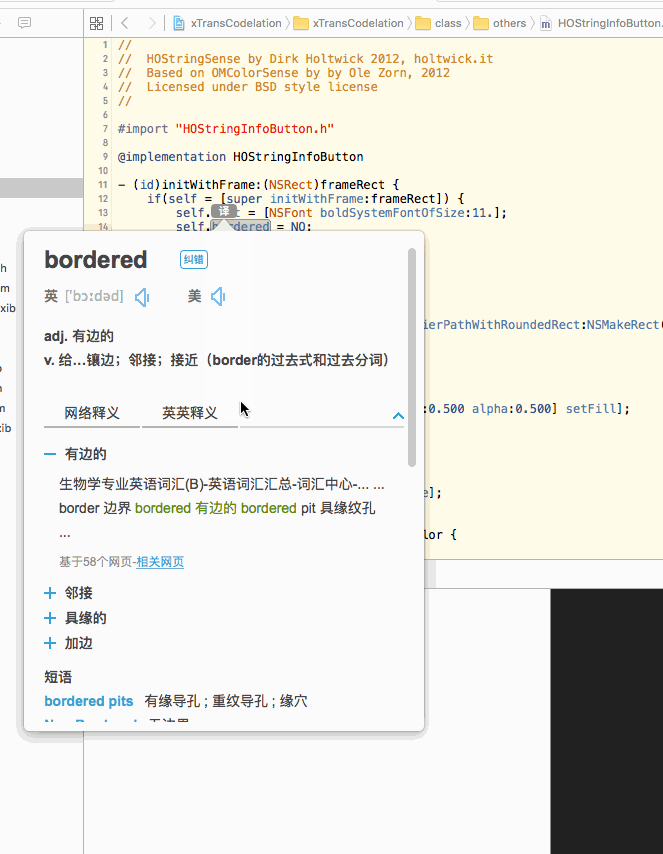 xTransCodelation
xTransCodelation
class
others
HOStringInfoButton.
1 //
2 //  HOStringSense by Dirk Holtwick 2012, holtwick.it
3 //  Based on OMColorSense by by Ole Zorn, 2012
4 //  Licensed under BSD style license
5 //
6
7 #import "HOStringInfoButton.h"
8
9 @implementation HOStringInfoButton
10
11 - (id)initWithFrame:(NSRect)frameRect {
12     if(self = [super initWithFrame:frameRect]) {
译
13         self. t = [NSFont boldSystemFontOfSize:11.];
14         self.bordered = NO;
h
m
xib
m
ib
bordered 纠错
英 ['bɔːdəd] 美
adj. 有边的
v. 给…镶边；邻接；接近（border的过去式和过去分词）
网络释义 英英释义
有边的
生物学专业英语词汇(B)-英语词汇汇总-词汇中心-... ...
border 边界 bordered 有边的 bordered pit 具缘纹孔
...
基于58个网页-相关网页
邻接
具缘的
加边
短语
bordered pits 有缘导孔 ; 重纹导孔 ; 缘穴
ierPathWithRoundedRect:NSMakeRect(
:0.500 alpha:0.500] setFill];
e];
lor {